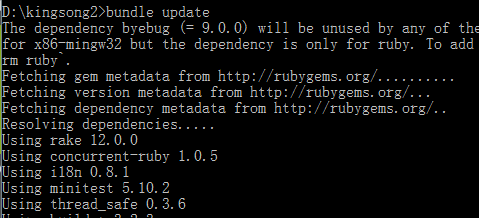 D:\kingsong2>bundle update
The dependency byebug (= 9.0.0) will be unused by any of the
for x86-mingw32 but the dependency is only for ruby. To add
rm ruby`.
Fetching gem metadata from http://rubygems.org/..........
Fetching version metadata from http://rubygems.org/...
Fetching dependency metadata from http://rubygems.org/..
Resolving dependencies.....
Using rake 12.0.0
Using concurrent-ruby 1.0.5
Using i18n 0.8.1
Using minitest 5.10.2
Using thread_safe 0.3.6